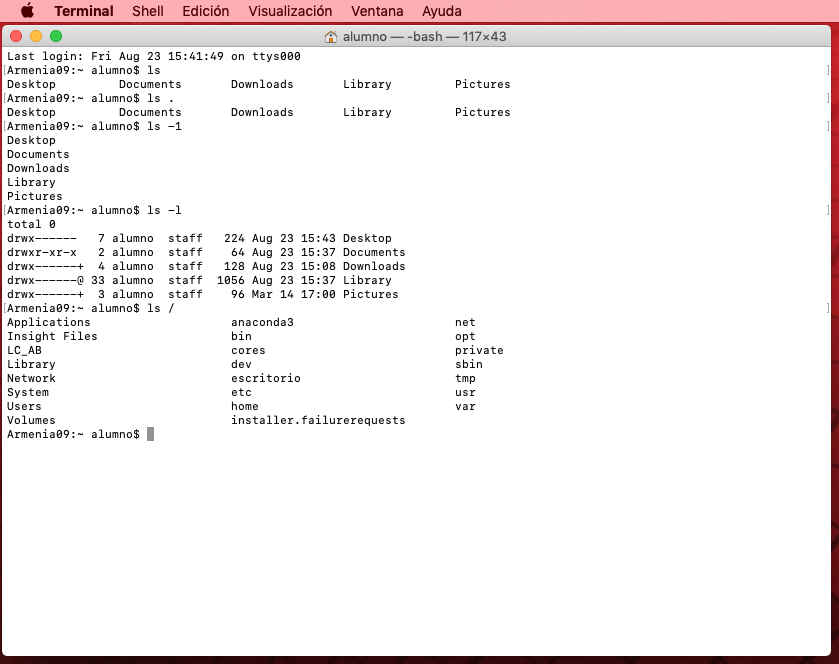 Terminal Shell Edición Visualización Ventana Ayuda
alumno — -bash — 117×43
Last login: Fri Aug 23 15:41:49 on ttys000
[Armenia09:~ alumno$ ls ]
Desktop Documents Downloads Library Pictures
[Armenia09:~ alumno$ ls . ]
Desktop Documents Downloads Library Pictures
[Armenia09:~ alumno$ ls -1 ]
Desktop
Documents
Downloads
Library
Pictures
[Armenia09:~ alumno$ ls -l ]
total 0
drwx------   7 alumno  staff   224 Aug 23 15:43 Desktop
drwxr-xr-x   2 alumno  staff    64 Aug 23 15:37 Documents
drwx------+  4 alumno  staff   128 Aug 23 15:08 Downloads
drwx------@ 33 alumno  staff  1056 Aug 23 15:37 Library
drwx------+  3 alumno  staff    96 Mar 14 17:00 Pictures
[Armenia09:~ alumno$ ls / ]
Applications anaconda3 net
Insight Files bin opt
LC_AB cores private
Library dev sbin
Network escritorio tmp
System etc usr
Users home var
Volumes installer.failurerequests
Armenia09:~ alumno$